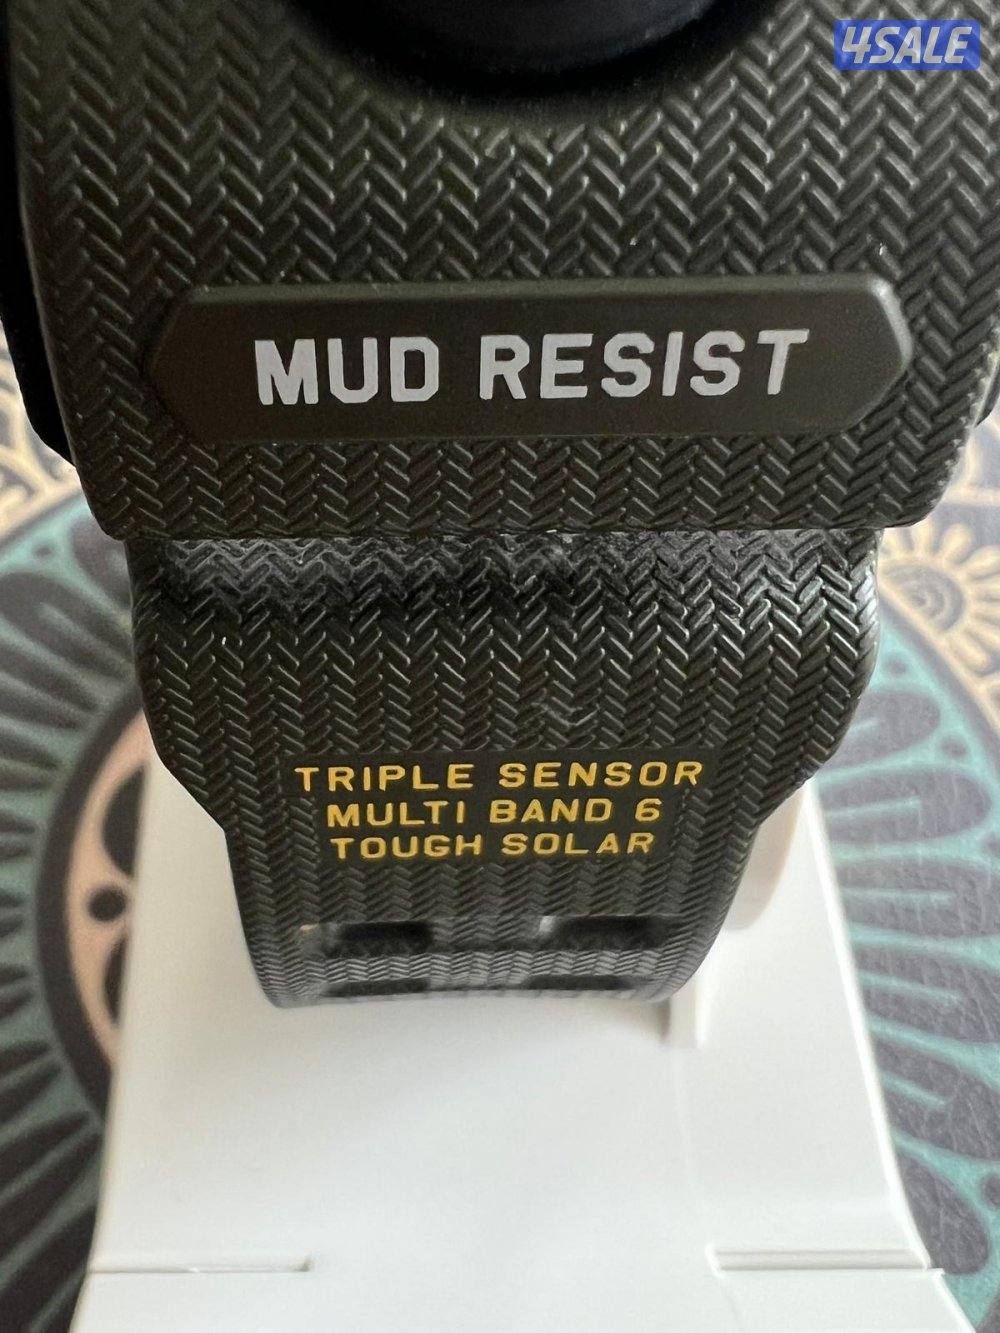 4SALE
MUD RESIST
TRIPLE SENSOR
MULTI BAND 6
TOUGH SOLAR